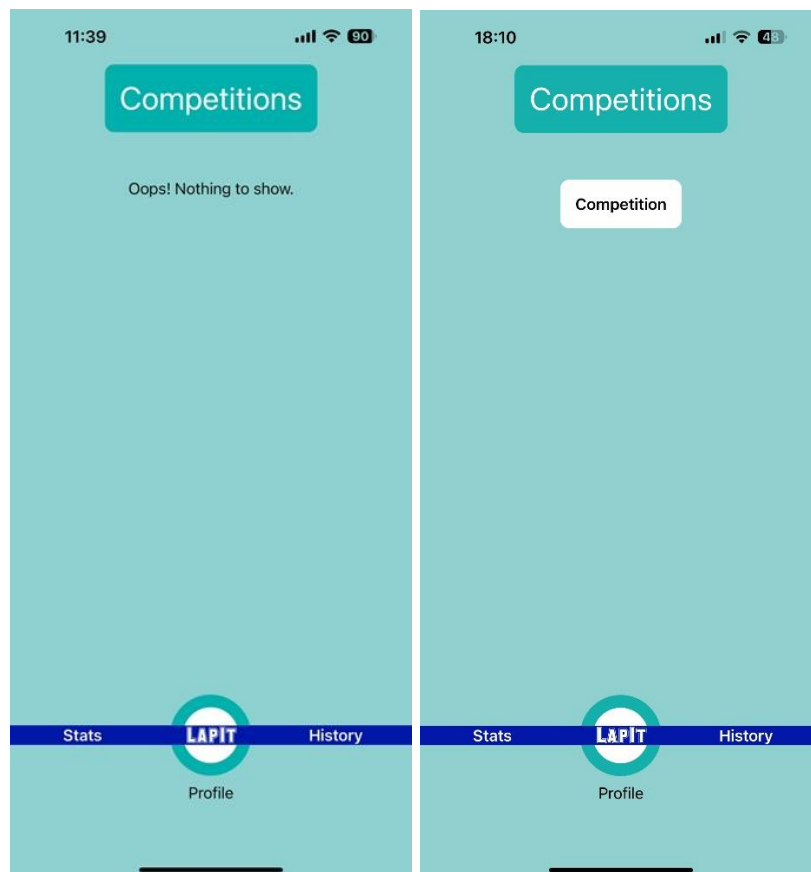 11:39
90
Competitions
Oops! Nothing to show.
Stats
LAPIT
History
Profile
18:10
48
Competitions
Competition
Stats
LAPIT
History
Profile